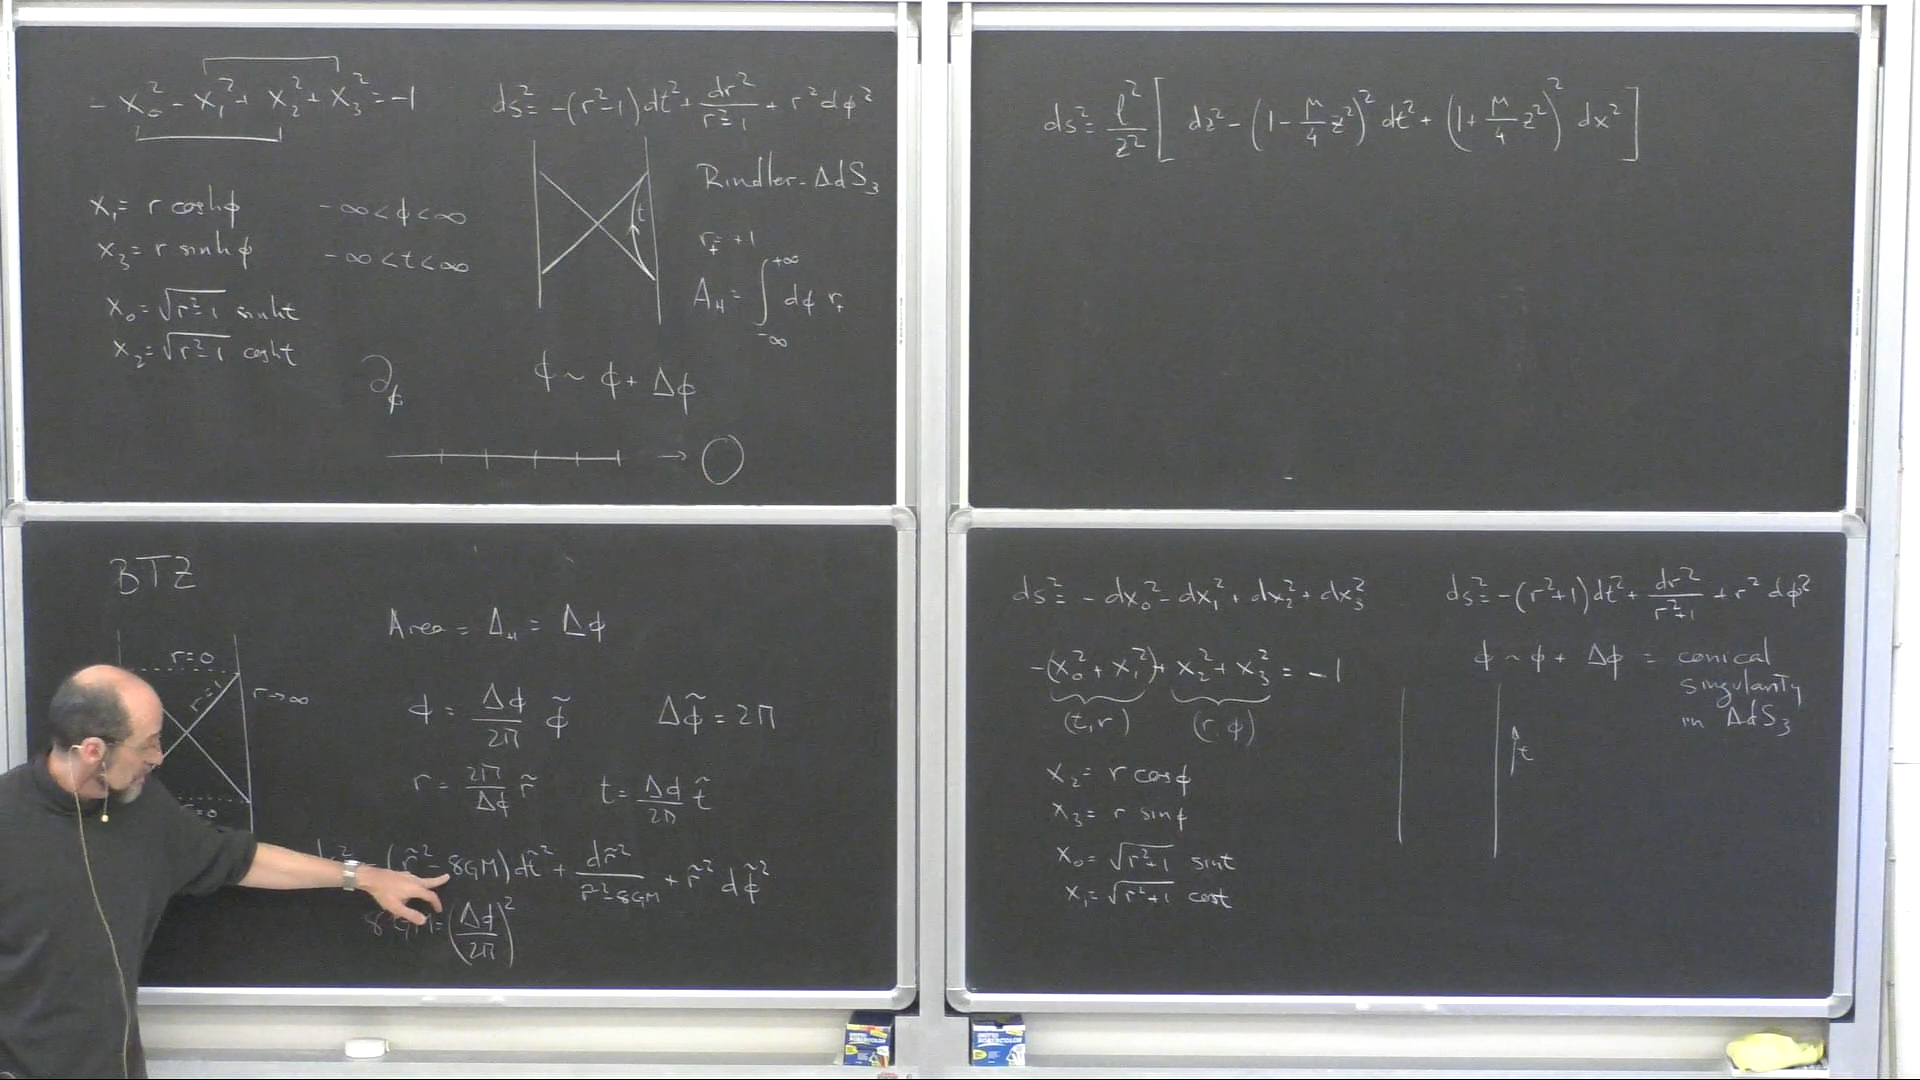 - x₀² - x₁² + x₂² + x₃² = -1
x₁ = r coshφ
-∞ < φ < ∞
x₃ = r sinhφ
-∞ < t < ∞
x₀ = √(r²-1) sinht
x₂ = √(r²-1) cosht
ds² = -(r²-1)dt² + dr²/(r²-1) + r²dφ²
Rindler-AdS₃
t
r₊ = +1
A_H = ∫_{-∞}^{+∞} dφ r₊
∂_φ
φ ~ φ + Δφ
→
BTZ
r=0
r=1
r→∞
=0
Area = A_H = Δφ
φ = Δφ/2π φ̃
Δφ̃ = 2π
r = 2π/Δφ r̃
t = Δφ/2π t̃
(r̃² - 8GM)dt̃² + dr̃²/(r̃²-8GM) + r̃² dφ̃²
8GM = (Δφ/2π)²
ds² = ℓ²/z² [ dz² - (1 - μ/4 z²)² dt² + (1 + μ/4 z²)² dx² ]
ds² = - dx₀² - dx₁² + dx₂² + dx₃²
-(x₀² + x₁²) + x₂² + x₃² = -1
(t,r)
(r,φ)
x₂ = r cosφ
x₃ = r sinφ
x₀ = √(r²+1) sint
x₁ = √(r²+1) cost
ds² = -(r²+1)dt² + dr²/(r²+1) + r² dφ²
φ ~ φ + Δφ = conical
singularity
in AdS₃
t